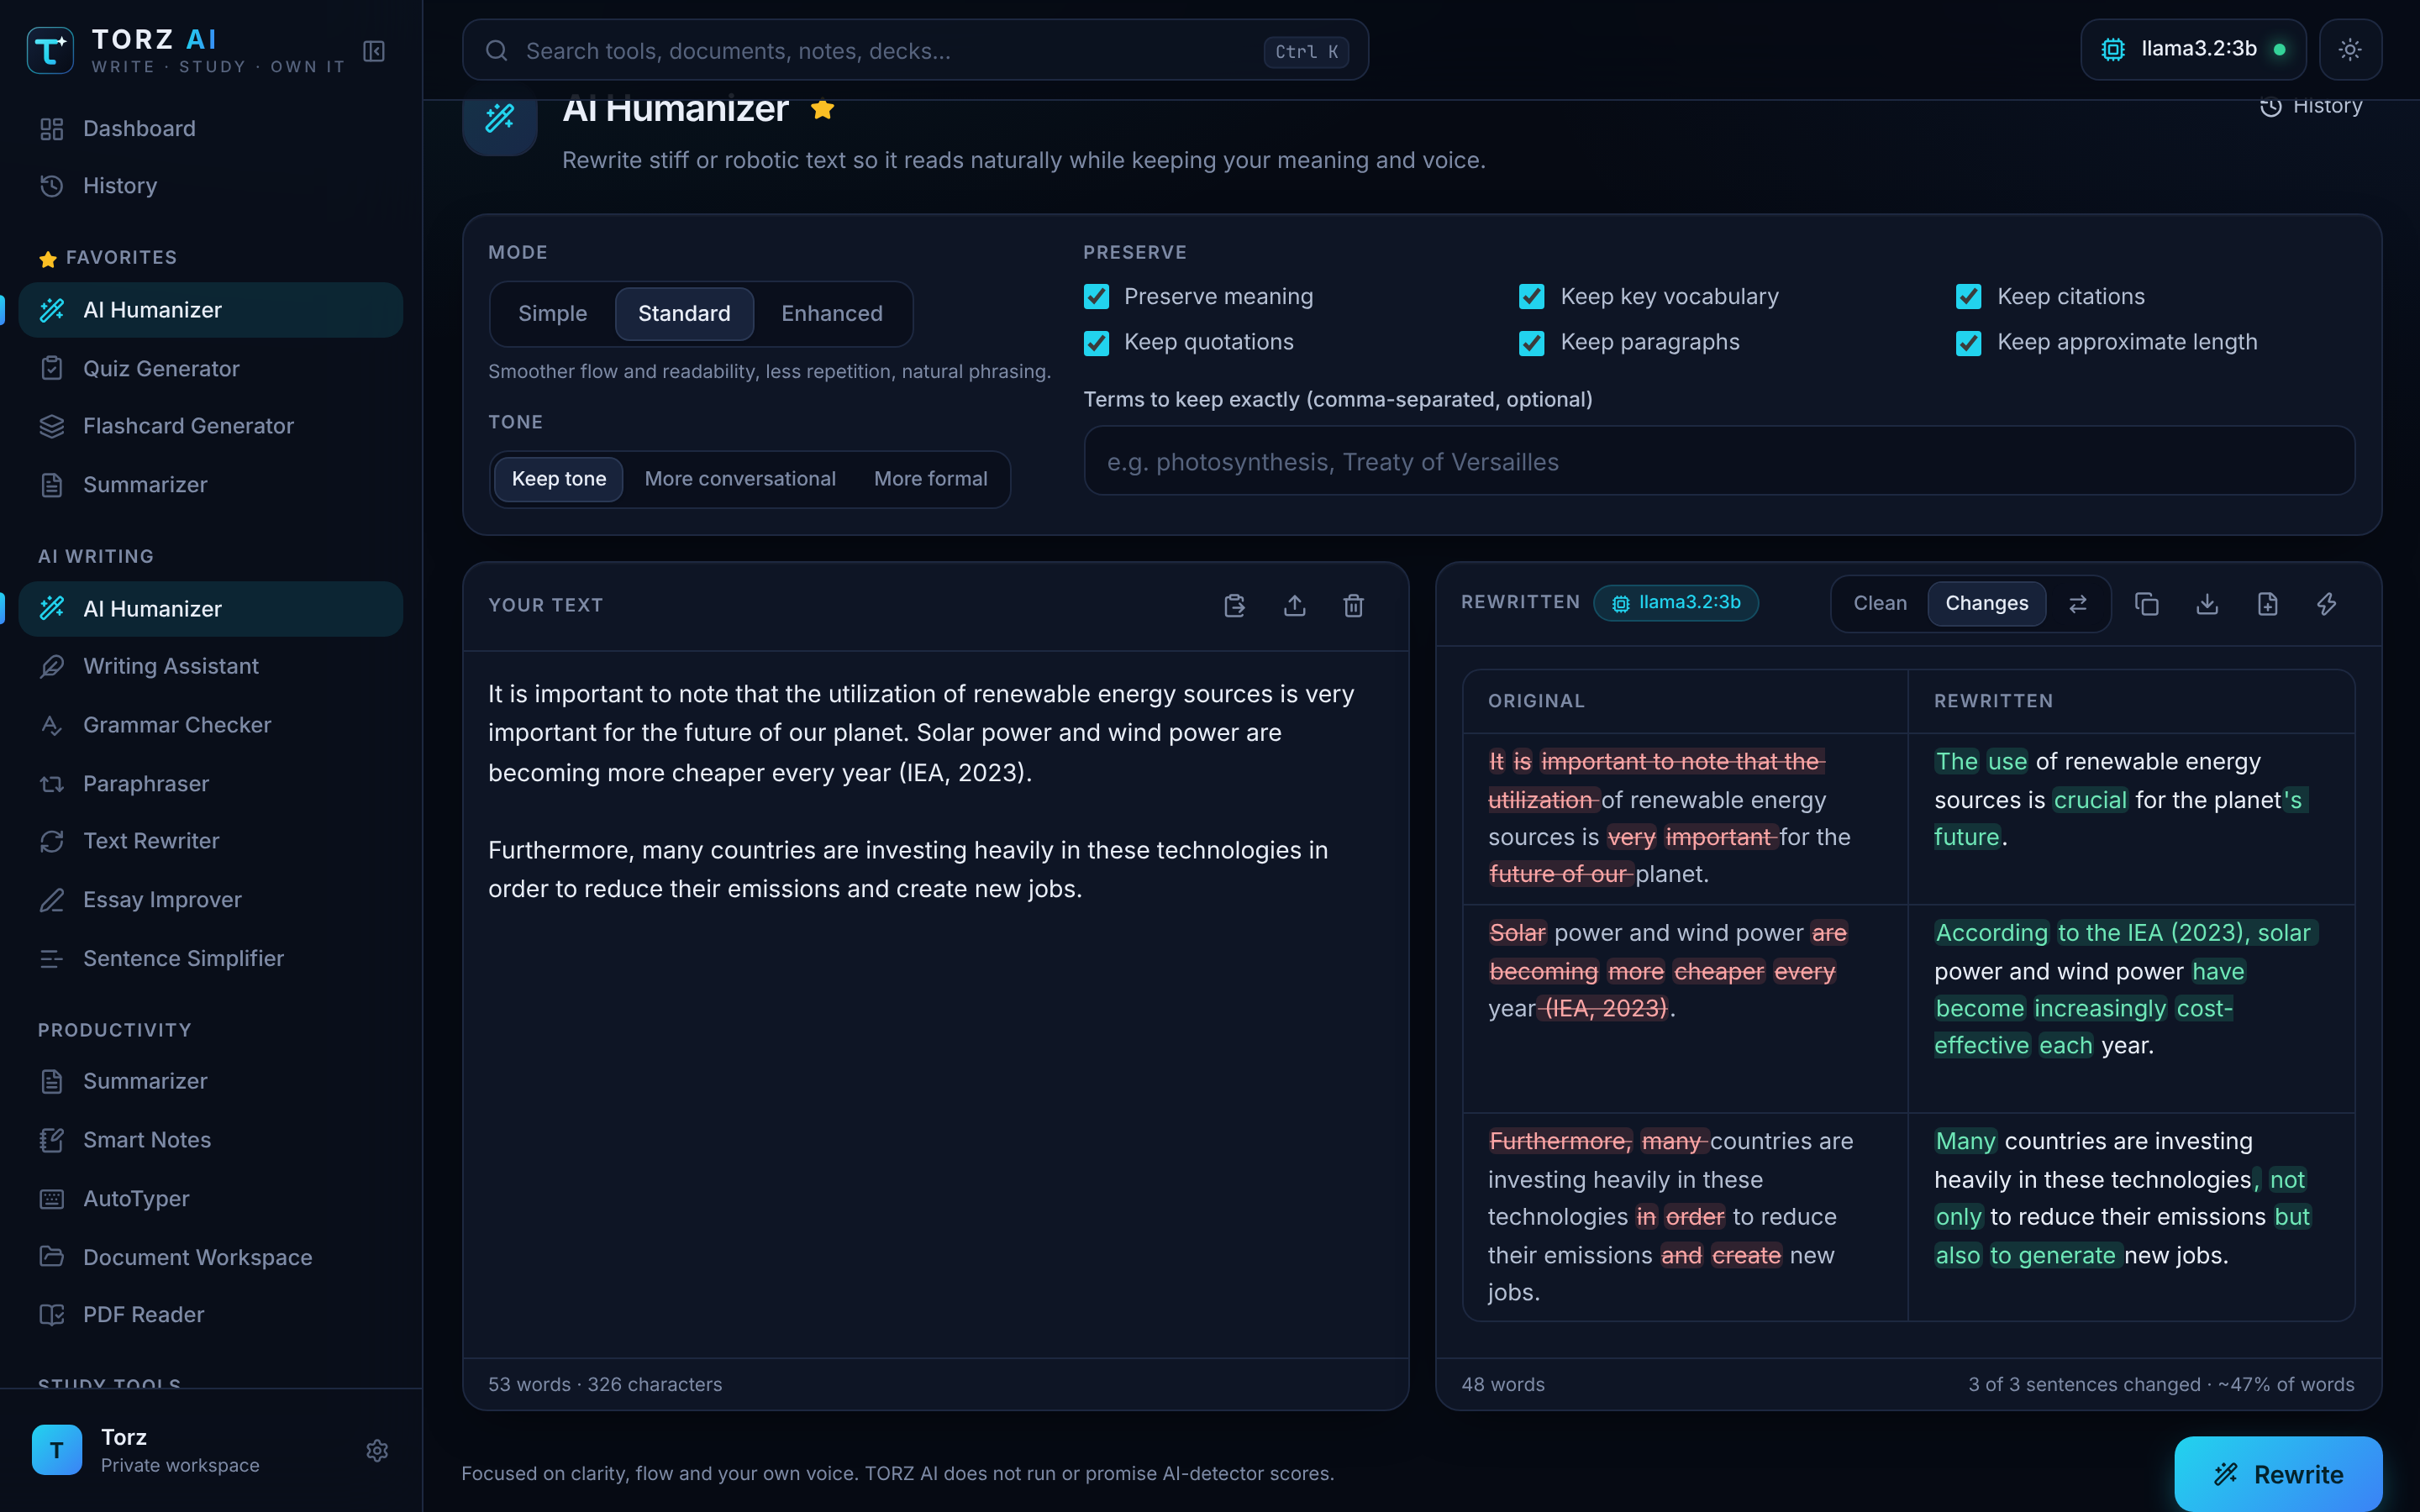 TORZ AI
WRITE · STUDY · OWN IT
Dashboard
History
FAVORITES
AI Humanizer
Quiz Generator
Flashcard Generator
Summarizer
AI WRITING
AI Humanizer
Writing Assistant
Grammar Checker
Paraphraser
Text Rewriter
Essay Improver
Sentence Simplifier
PRODUCTIVITY
Summarizer
Smart Notes
AutoTyper
Document Workspace
PDF Reader
STUDY TOOLS
T
Torz
Private workspace
Search tools, documents, notes, decks...
Ctrl K
llama3.2:3b
AI Humanizer
History
Rewrite stiff or robotic text so it reads naturally while keeping your meaning and voice.
MODE
Simple Standard Enhanced
Smoother flow and readability, less repetition, natural phrasing.
TONE
Keep tone More conversational More formal
PRESERVE
Preserve meaning Keep key vocabulary Keep citations
Keep quotations Keep paragraphs Keep approximate length
Terms to keep exactly (comma-separated, optional)
e.g. photosynthesis, Treaty of Versailles
YOUR TEXT
It is important to note that the utilization of renewable energy sources is very
important for the future of our planet. Solar power and wind power are
becoming more cheaper every year (IEA, 2023).
Furthermore, many countries are investing heavily in these technologies in
order to reduce their emissions and create new jobs.
53 words · 326 characters
REWRITTEN llama3.2:3b Clean Changes
ORIGINAL
It is important to note that the
utilization of renewable energy
sources is very important for the
future of our planet.
REWRITTEN
The use of renewable energy
sources is crucial for the planet's
future.
Solar power and wind power are
becoming more cheaper every
year (IEA, 2023).
According to the IEA (2023), solar
power and wind power have
become increasingly cost-
effective each year.
Furthermore, many countries are
investing heavily in these
technologies in order to reduce
their emissions and create new
jobs.
Many countries are investing
heavily in these technologies, not
only to reduce their emissions but
also to generate new jobs.
48 words
3 of 3 sentences changed · ~47% of words
Focused on clarity, flow and your own voice. TORZ AI does not run or promise AI-detector scores.
Rewrite